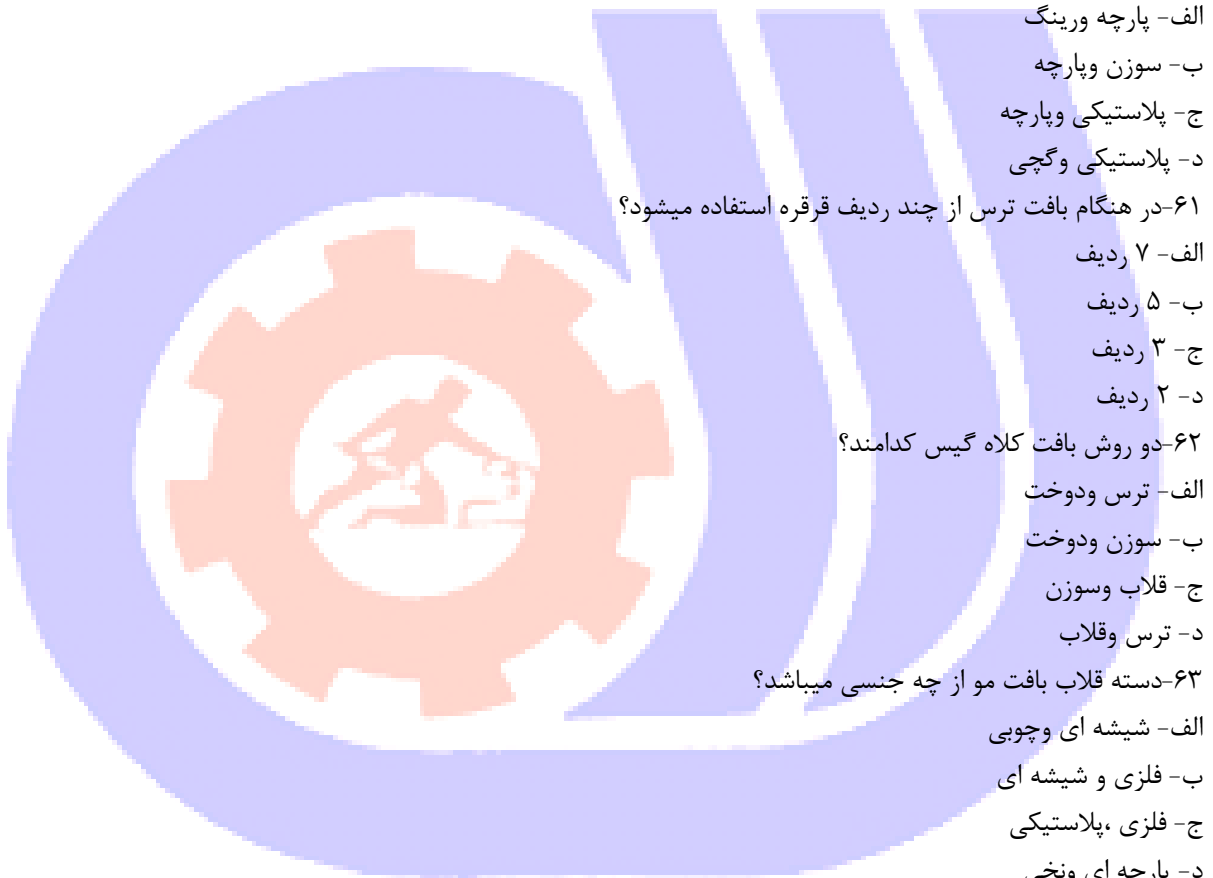 الف- پارچه ورینگ
ب- سوزن وپارچه
ج- پلاستیکی وپارچه
د- پلاستیکی وگچی
۶۱-در هنگام بافت ترس از چند ردیف قرقره استفاده میشود؟
الف- ۷ ردیف
ب- ۵ ردیف
ج- ۳ ردیف
د- ۲ ردیف
۶۲-دو روش بافت کلاه گیس کدامند؟
الف- ترس ودوخت
ب- سوزن ودوخت
ج- قلاب وسوزن
د- ترس وقلاب
۶۳-دسته قلاب بافت مو از چه جنسی میباشد؟
الف- شیشه ای وچوبی
ب- فلزی و شیشه ای
ج- فلزی ،پلاستیکی
د- پارچه ای ونخی